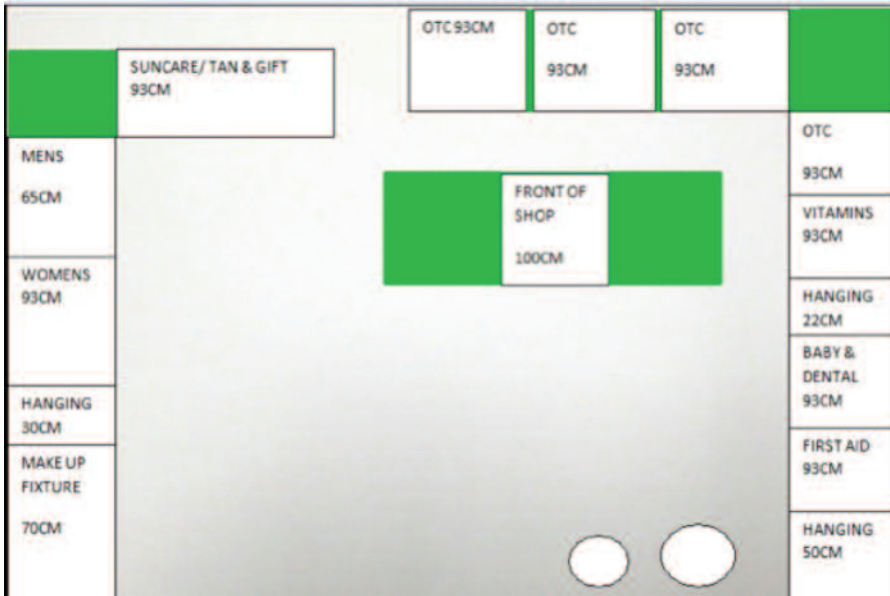 OTC 93CM
OTC
93CM
OTC
93CM
SUNCARE/ TAN & GIFT
93CM
MENS
65CM
WOMENS
93CM
HANGING
30CM
MAKE UP
FIXTURE
70CM
FRONT OF
SHOP
100CM
OTC
93CM
VITAMINS
93CM
HANGING
22CM
BABY &
DENTAL
93CM
FIRST AID
93CM
HANGING
50CM